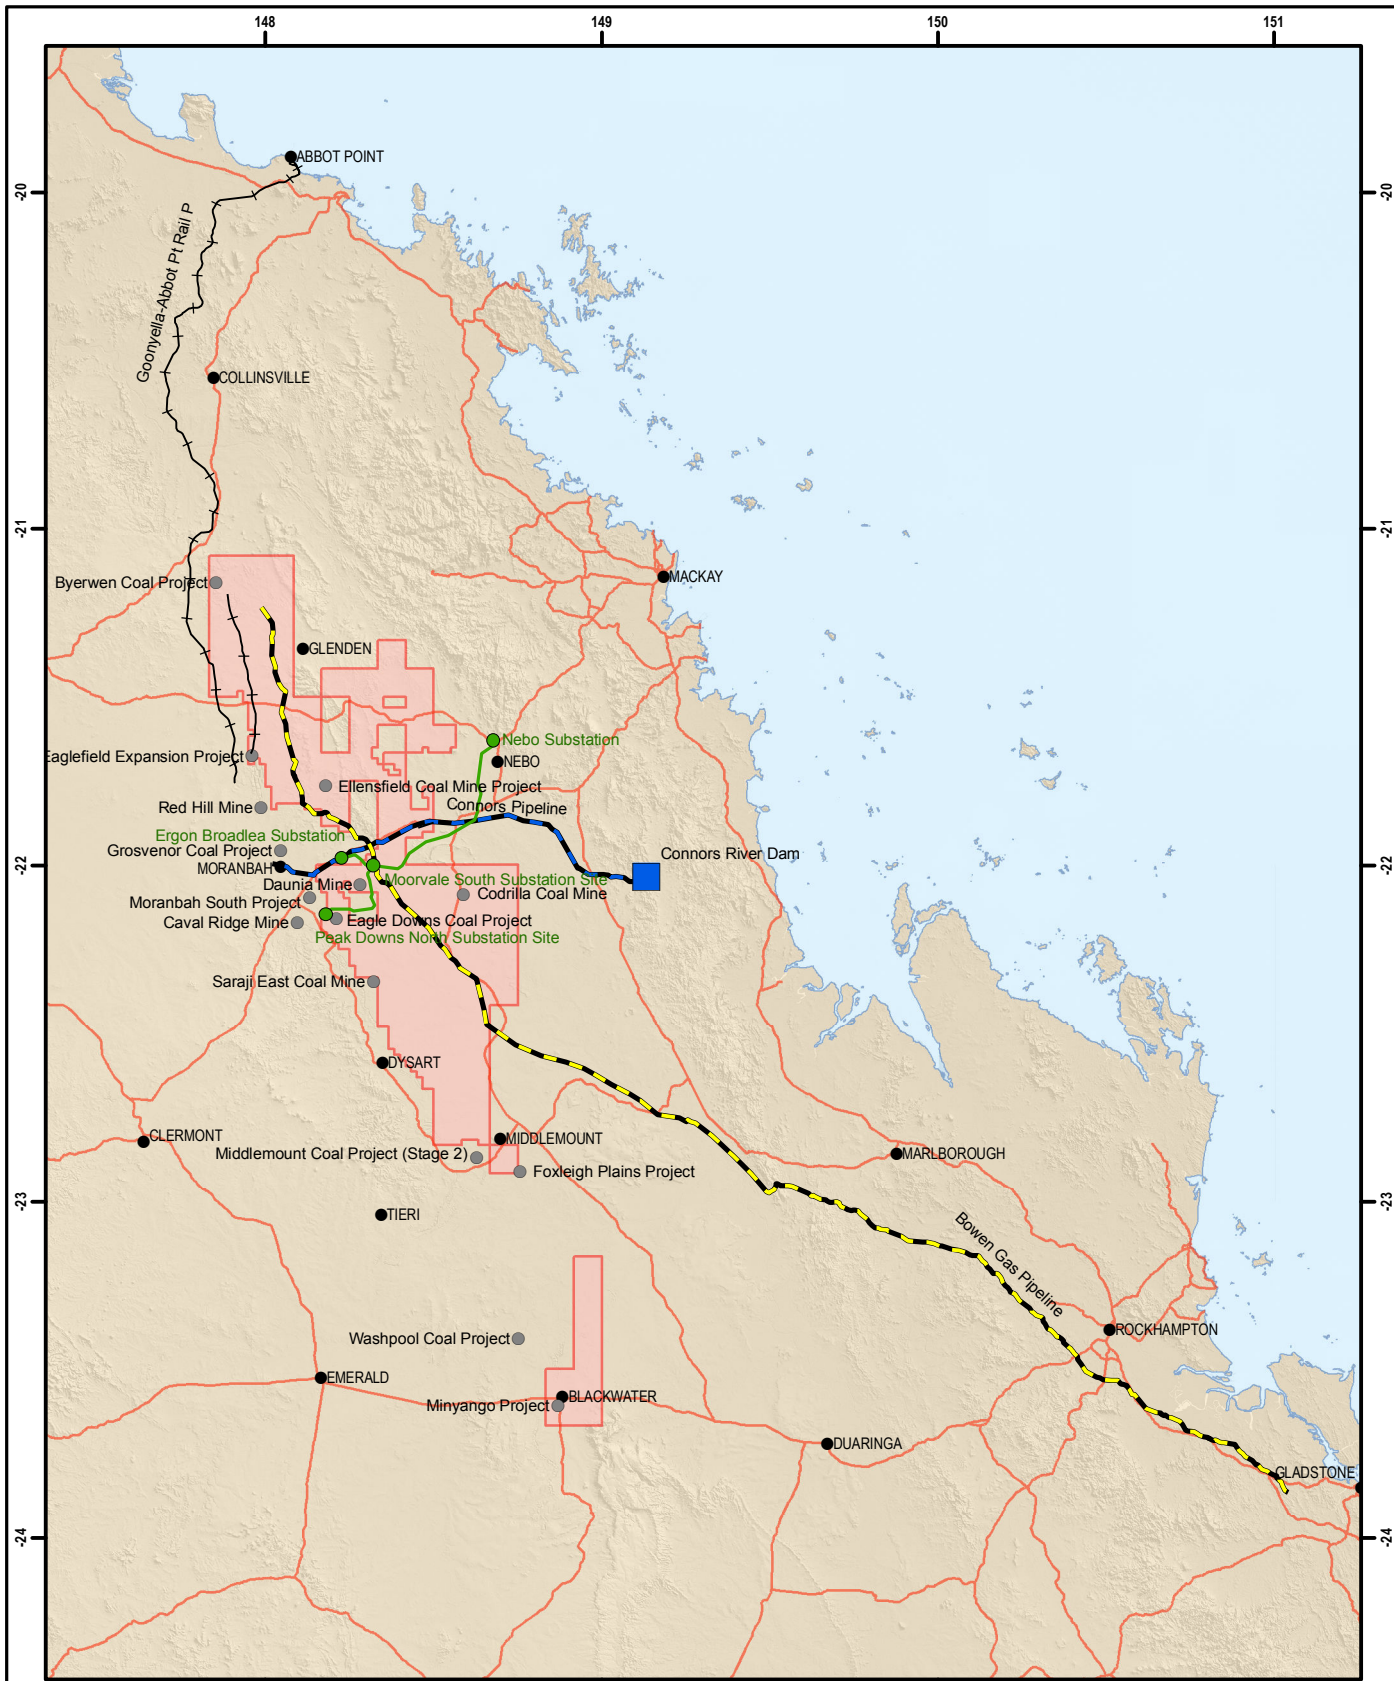 148
149
150
151
-20
-20
ABBOT POINT
Goonyella-Abbot Pt Rail P
COLLINSVILLE
-21
-21
MACKAY
Byerwen Coal Project
GLENDEN
Nebo Substation
Eaglefield Expansion Project
NEBO
Ellensfield Coal Mine Project
Red Hill Mine
Connors Pipeline
Ergon Broadlea Substation
Grosvenor Coal Project
Connors River Dam
-22
-22
MORANBAH
Moorvale South Substation Site
Daunia Mine
Codrilla Coal Mine
Moranbah South Project
Eagle Downs Coal Project
Caval Ridge Mine
Peak Downs North Substation Site
Saraji East Coal Mine
DYSART
CLERMONT
MIDDLEMOUNT
Middlemount Coal Project (Stage 2)
MARLBOROUGH
Foxleigh Plains Project
-23
-23
TIERI
Bowen Gas Pipeline
ROCKHAMPTON
Washpool Coal Project
EMERALD
BLACKWATER
Minyango Project
DUARINGA
GLADSTONE
-24
-24